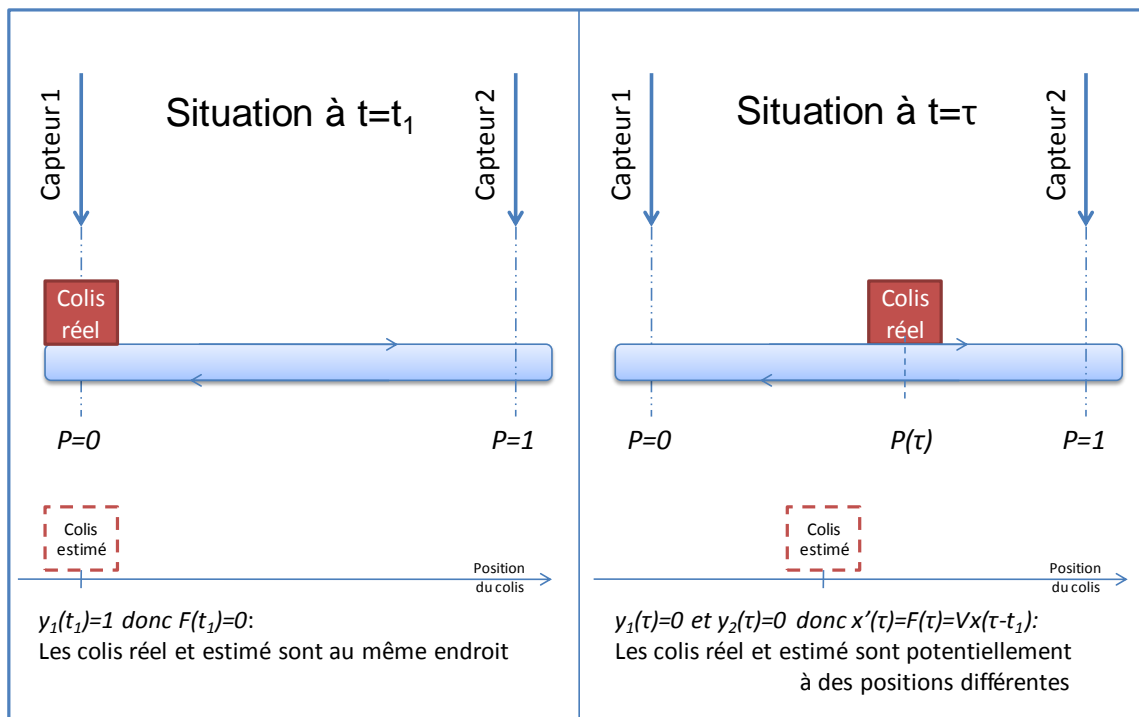 Situation à t=t₁
Capteur 1
Capteur 2
Colis
réel
P=0
P=1
Colis
estimé
Position
du colis
y₁(t₁)=1 donc F(t₁)=0:
Les colis réel et estimé sont au même endroit
Situation à t=τ
Capteur 1
Capteur 2
Colis
réel
P=0
P(τ)
P=1
Colis
estimé
Position
du colis
y₁(τ)=0 et y₂(τ)=0 donc x’(τ)=F(τ)=Vx(τ-t₁):
Les colis réel et estimé sont potentiellement
à des positions différentes